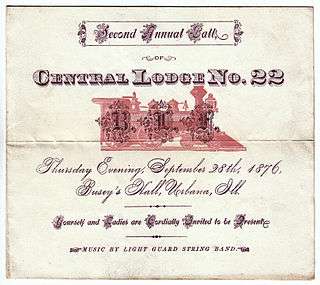 Second Annual Ball
OF
CENTRAL LODGE NO. 22
B. L. F.
Thursday Evening, September 28th, 1876,
Busey's Hall, Urbana, Ill.
Yourself and Ladies are Cordially Invited to be Present
MUSIC BY LIGHT GUARD STRING BAND.